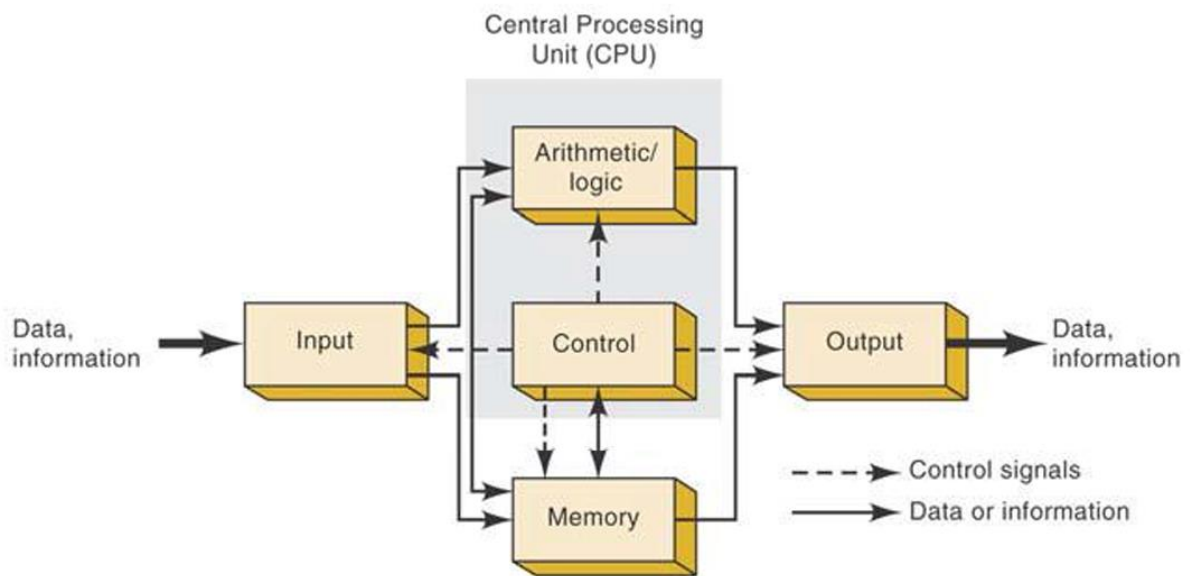 Central Processing
Unit (CPU)
Arithmetic/
logic
Data,
information
Input
Control
Output
Data,
information
Memory
Control signals
Data or information